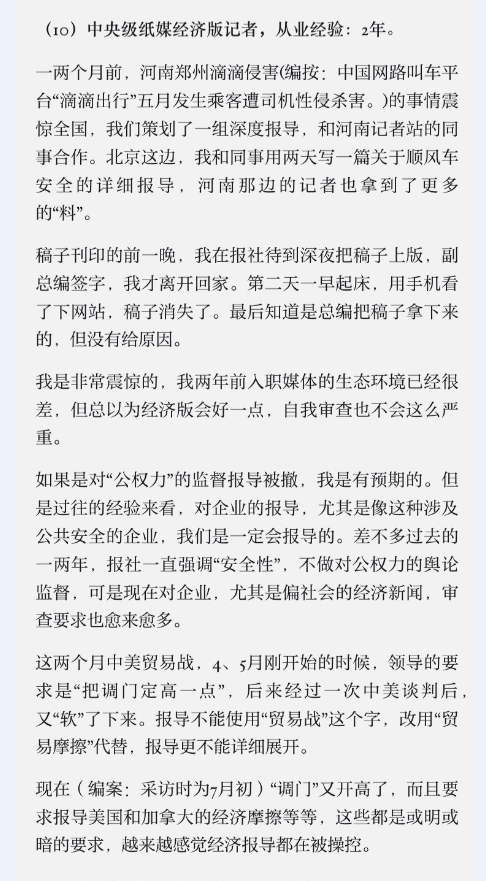 （10）中央级纸媒经济版记者，从业经验：2年。
一两个月前，河南郑州滴滴侵害(编按：中国网路叫车平
台“滴滴出行”五月发生乘客遭司机性侵杀害。)的事情震
惊全国，我们策划了一组深度报导，和河南记者站的同
事合作。北京这边，我和同事用两天写一篇关于顺风车
安全的详细报导，河南那边的记者也拿到了更多
的“料”。
稿子刊印的前一晚，我在报社待到深夜把稿子上版，副
总编签字，我才离开回家。第二天一早起床，用手机看
了下网站，稿子消失了。最后知道是总编把稿子拿下来
的，但没有给原因。
我是非常震惊的，我两年前入职媒体的生态环境已经很
差，但总以为经济版会好一点，自我审查也不会这么严
重。
如果是对“公权力”的监督报导被撤，我是有预期的。但
是过往的经验来看，对企业的报导，尤其是像这种涉及
公共安全的企业，我们是一定会报导的。差不多过去的
一两年，报社一直强调“安全性”，不做对公权力的舆论
监督，可是现在对企业，尤其是偏社会的经济新闻，审
查要求也愈来愈多。
这两个月中美贸易战，4、5月刚开始的时候，领导的要
求是“把调门定高一点”，后来经过一次中美谈判后，
又“软”了下来。报导不能使用“贸易战”这个字，改用“贸
易摩擦”代替，报导更不能详细展开。
现在（编案：采访时为7月初）“调门”又开高了，而且要
求报导美国和加拿大的经济摩擦等等，这些都是或明或
暗的要求，越来越感觉经济报导都在被操控。